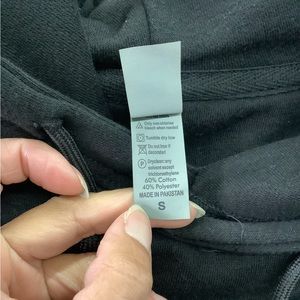 Only non-chlorine
bleach when needed
Tumble dry low
Do not Iron if
decorated
Dryclean any
solvent except
trichloroethylene
60% Cotton
40% Polyester
MADE IN PAKISTAN
S